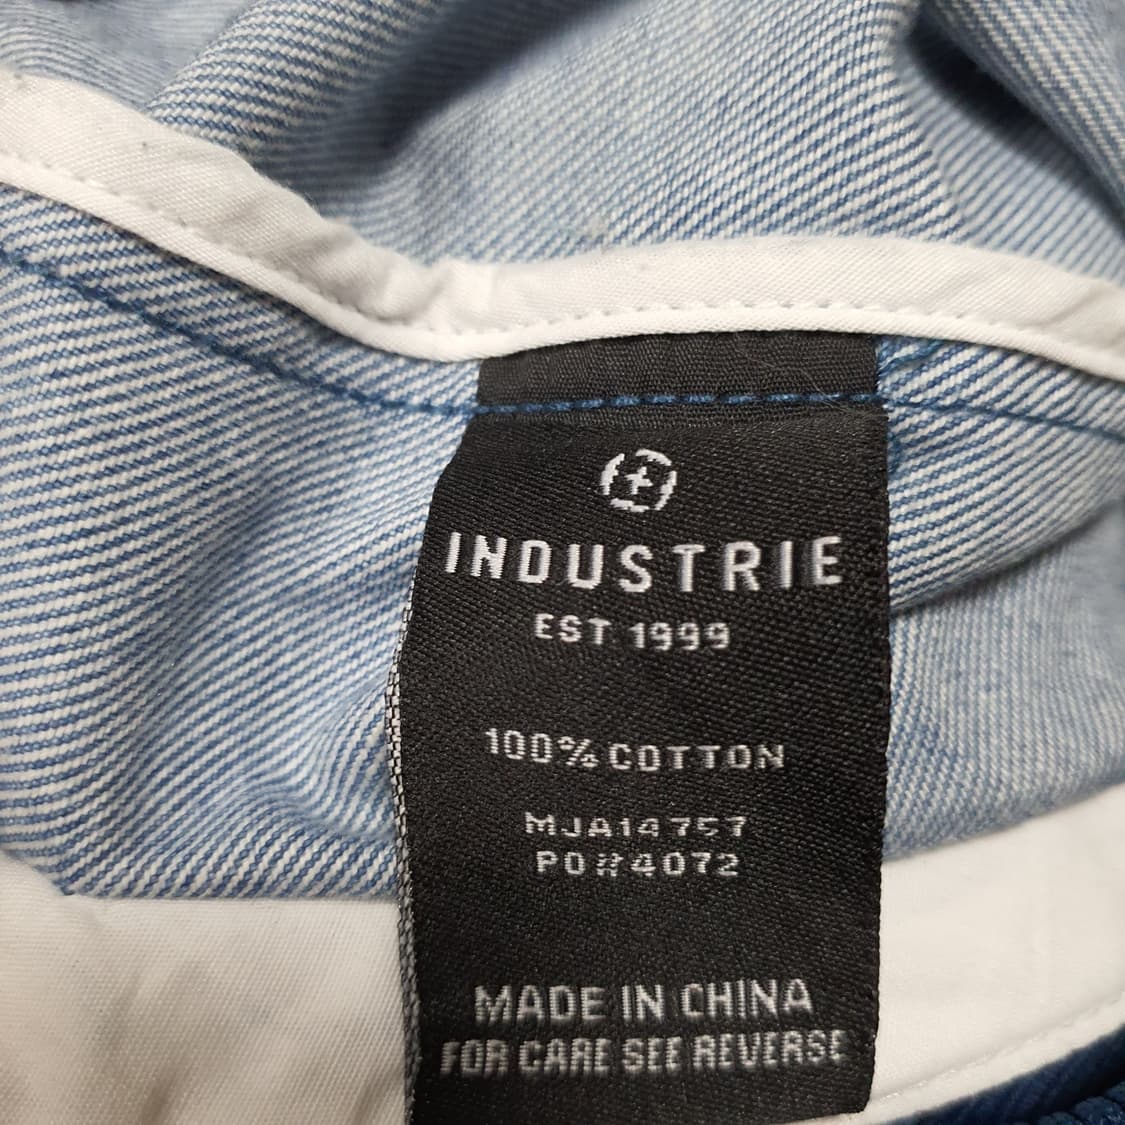 INDUSTRIE
EST 1999
100% COTTON
MJA14757
PO#4072
MADE IN CHINA
FOR CARE SEE REVERSE